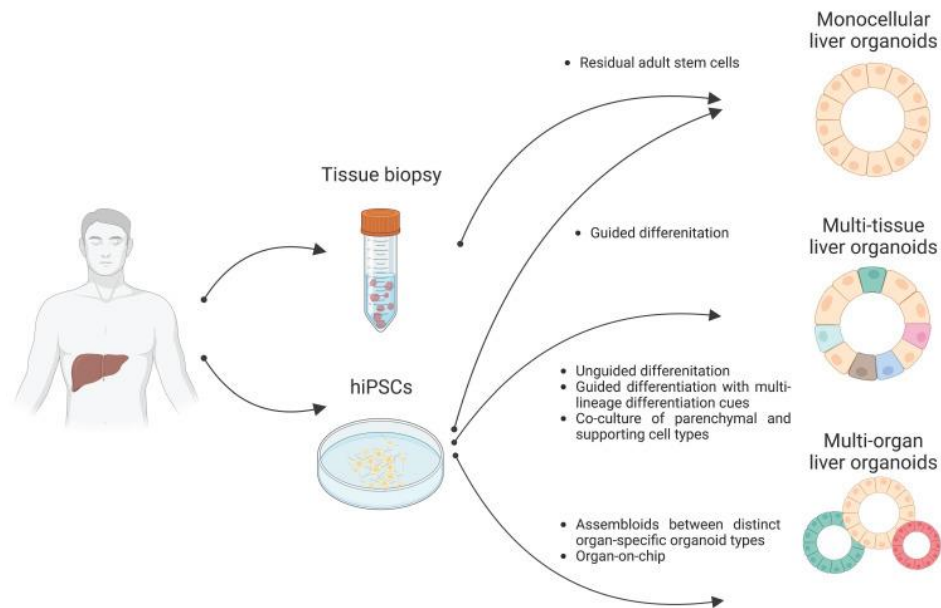 Monocellular
liver organoids
• Residual adult stem cells
Tissue biopsy
• Guided differenitation
Multi-tissue
liver organoids
hiPSCs
• Unguided differenitation
• Guided differentiation with multi-
lineage differentiation cues
• Co-culture of parenchymal and
supporting cell types
Multi-organ
liver organoids
• Assembloids between distinct
organ-specific organoid types
• Organ-on-chip